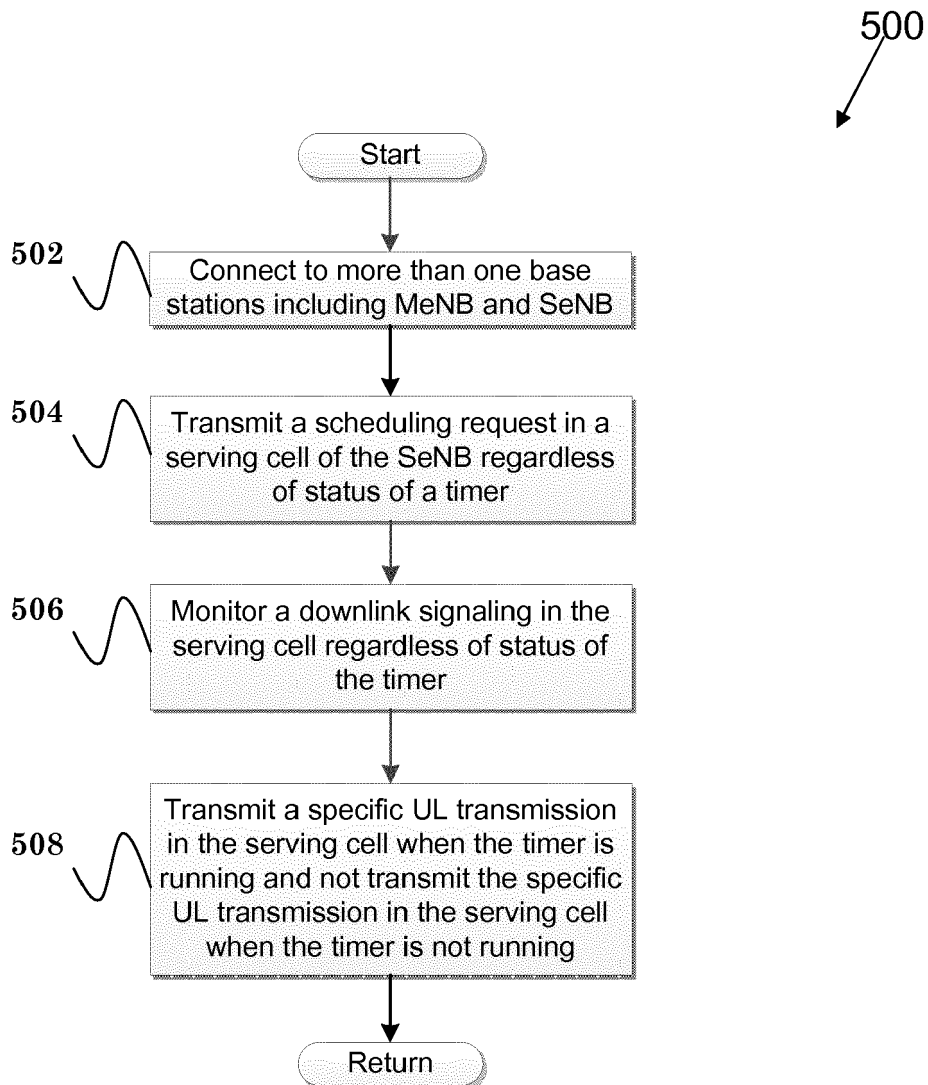 500
Start
502
Connect to more than one base
stations including MeNB and SeNB
504
Transmit a scheduling request in a
serving cell of the SeNB regardless
of status of a timer
506
Monitor a downlink signaling in the
serving cell regardless of status of
the timer
508
Transmit a specific UL transmission
in the serving cell when the timer is
running and not transmit the specific
UL transmission in the serving cell
when the timer is not running
Return